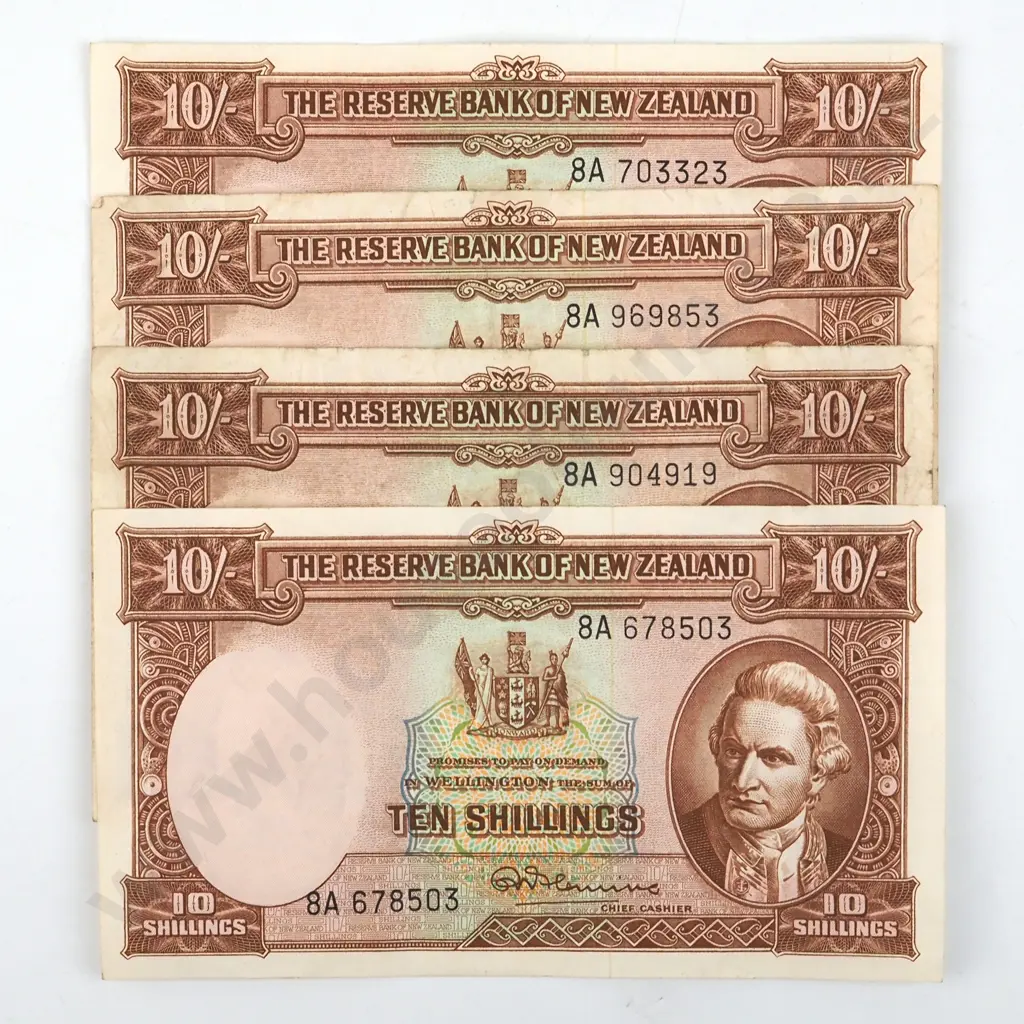 10/- THE RESERVE BANK OF NEW ZEALAND 10/-
8A 703323
10/- THE RESERVE BANK OF NEW ZEALAND 10/-
8A 969853
10/- THE RESERVE BANK OF NEW ZEALAND 10/-
8A 904919
10/- THE RESERVE BANK OF NEW ZEALAND 10/-
8A 678503
ONWARD
PROMISES TO PAY ON DEMAND
IN WELLINGTON THE SUM OF
TEN SHILLINGS
8A 678503
CHIEF CASHIER
10 SHILLINGS
10 SHILLINGS